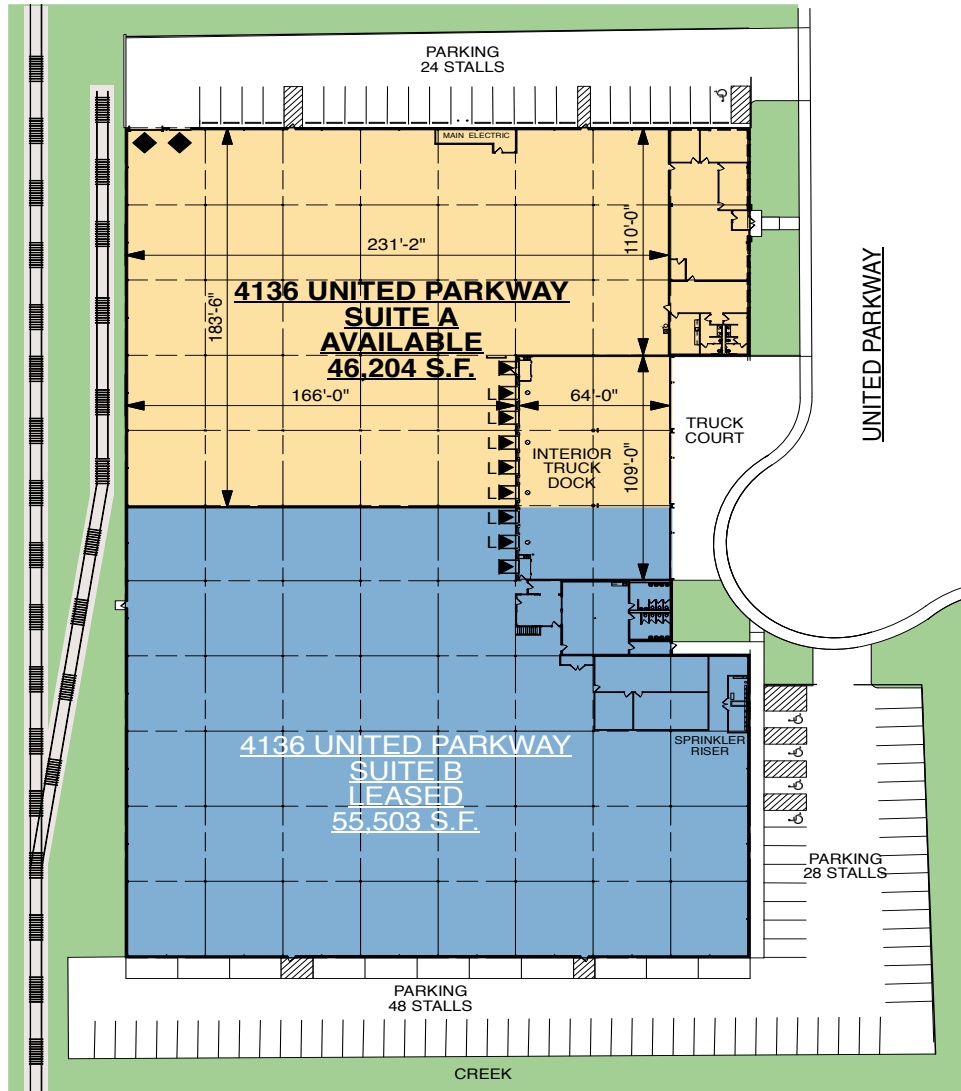 PARKING
24 STALLS
MAIN ELECTRIC
231'-2"
110'-0"
183'-6"
4136 UNITED PARKWAY
SUITE A
AVAILABLE
46,204 S.F.
166'-0"
64'-0"
109'-0"
L
L
L
L
L
INTERIOR
TRUCK
DOCK
TRUCK
COURT
UNITED PARKWAY
4136 UNITED PARKWAY
SUITE B
LEASED
55,503 S.F.
SPRINKLER
RISER
PARKING
28 STALLS
PARKING
48 STALLS
CREEK